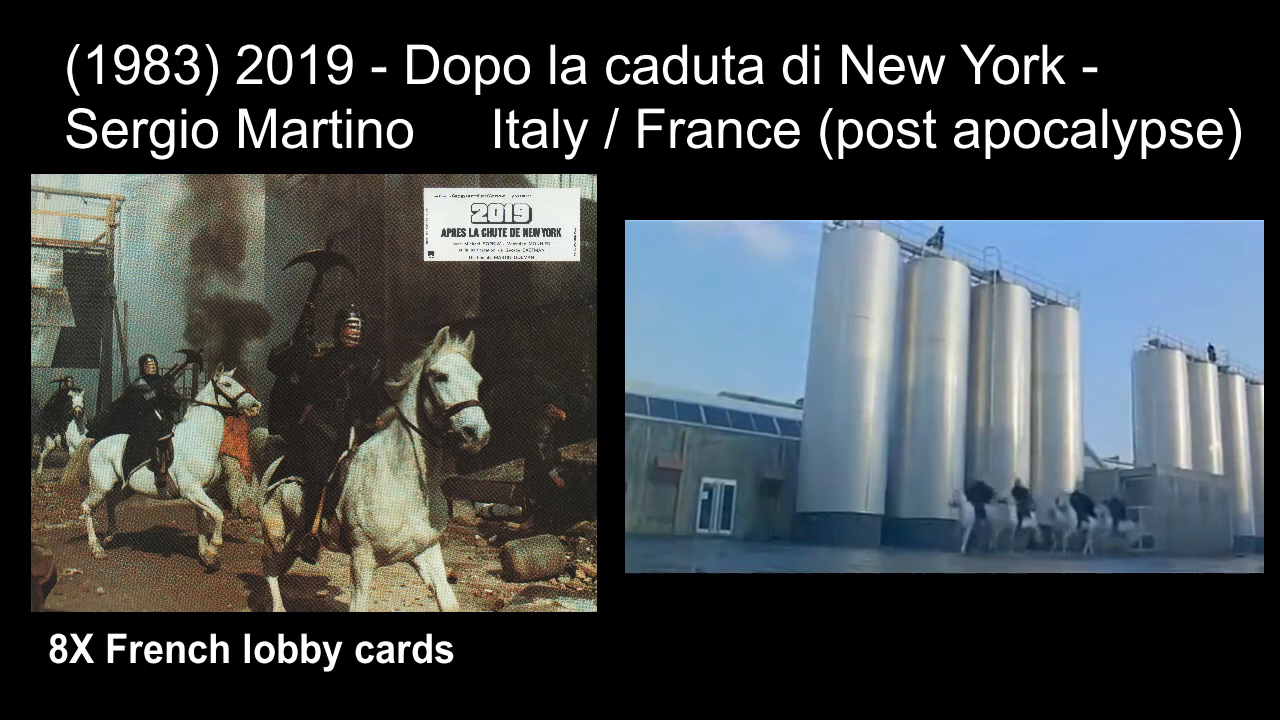 (1983) 2019 - Dopo la caduta di New York -
Sergio Martino Italy / France (post apocalypse)
2019
APRES LA CHUTE DE NEW YORK
8X French lobby cards